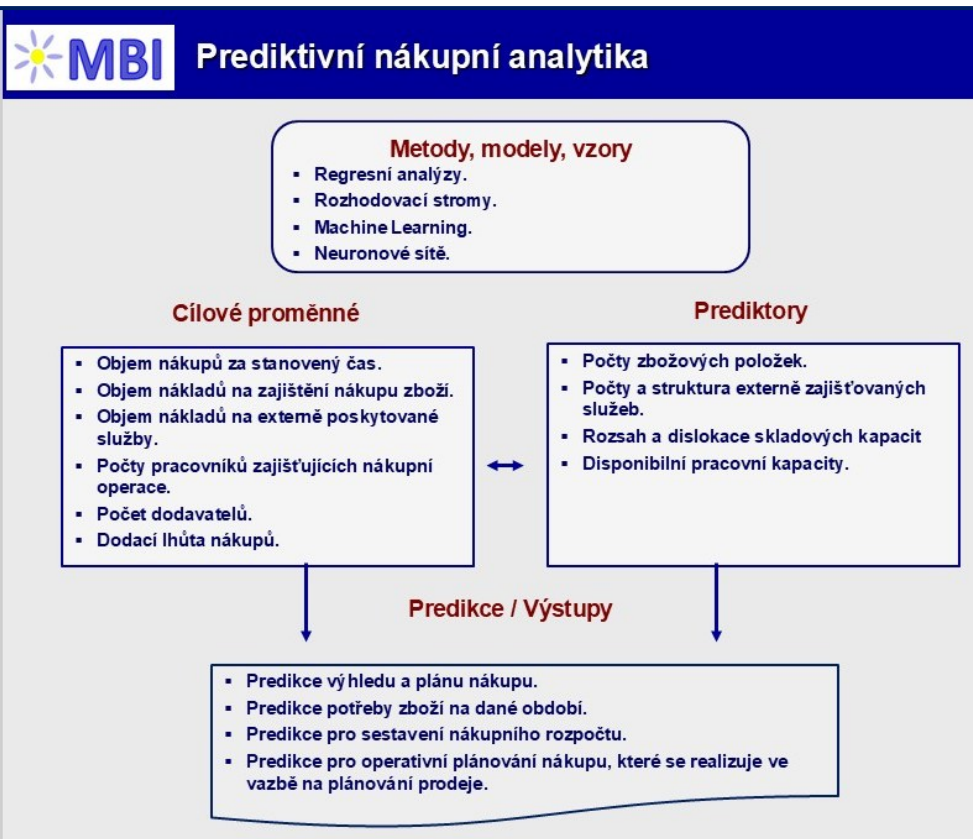 MBI
Prediktivní nákupní analytika
Metody, modely, vzory
▪ Regresní analýzy.
▪ Rozhodovací stromy.
▪ Machine Learning.
▪ Neuronové sítě.
Cílové proměnné
▪ Objem nákupů za stanovený čas.
▪ Objem nákladů na zajištění nákupu zboží.
▪ Objem nákladů na externě poskytované
služby.
▪ Počty pracovníků zajišťujících nákupní
operace.
▪ Počet dodavatelů.
▪ Dodací lhůta nákupů.
Prediktory
▪ Počty zbožových položek.
▪ Počty a struktura externě zajišťovaných
služeb.
▪ Rozsah a dislokace skladových kapacit
▪ Disponibilní pracovní kapacity.
Predikce / Výstupy
▪ Predikce výhledu a plánu nákupu.
▪ Predikce potřeby zboží na dané období.
▪ Predikce pro sestavení nákupního rozpočtu.
▪ Predikce pro operativní plánování nákupu, které se realizuje ve
vazbě na plánování prodeje.